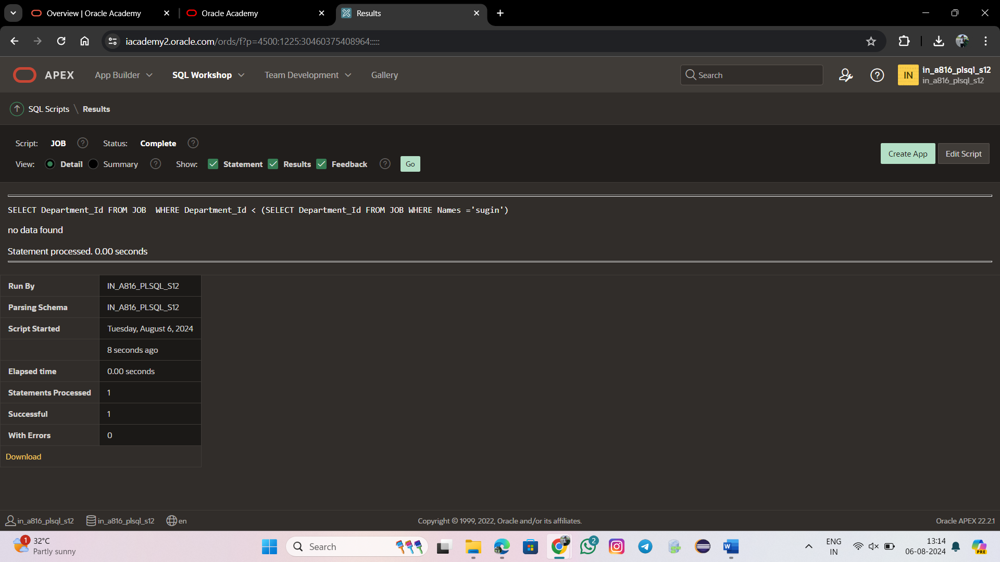 Overview | Oracle Academy
Oracle Academy
Results
iacademy2.oracle.com/ords/f?p=4500:1225:30460375408964:::::
APEX
App Builder
SQL Workshop
Team Development
Gallery
Search
IN
in_a816_plsql_s12
in_a816_plsql_s12
SQL Scripts \ Results
Script: JOB ? Status: Complete ?
View: Detail Summary ? Show: Statement Results Feedback ? Go
Create App
Edit Script
SELECT Department_Id FROM JOB  WHERE Department_Id < (SELECT Department_Id FROM JOB WHERE Names ='sugin')
no data found
Statement processed. 0.00 seconds
Run By IN_A816_PLSQL_S12
Parsing Schema IN_A816_PLSQL_S12
Script Started Tuesday, August 6, 2024
8 seconds ago
Elapsed time 0.00 seconds
Statements Processed 1
Successful 1
With Errors 0
Download
in_a816_plsql_s12 in_a816_plsql_s12 en
Copyright © 1999, 2022, Oracle and/or its affiliates.
Oracle APEX 22.2.1
1
32°C
Partly sunny
Search
2
W
ENG
IN
13:14
06-08-2024
PRE